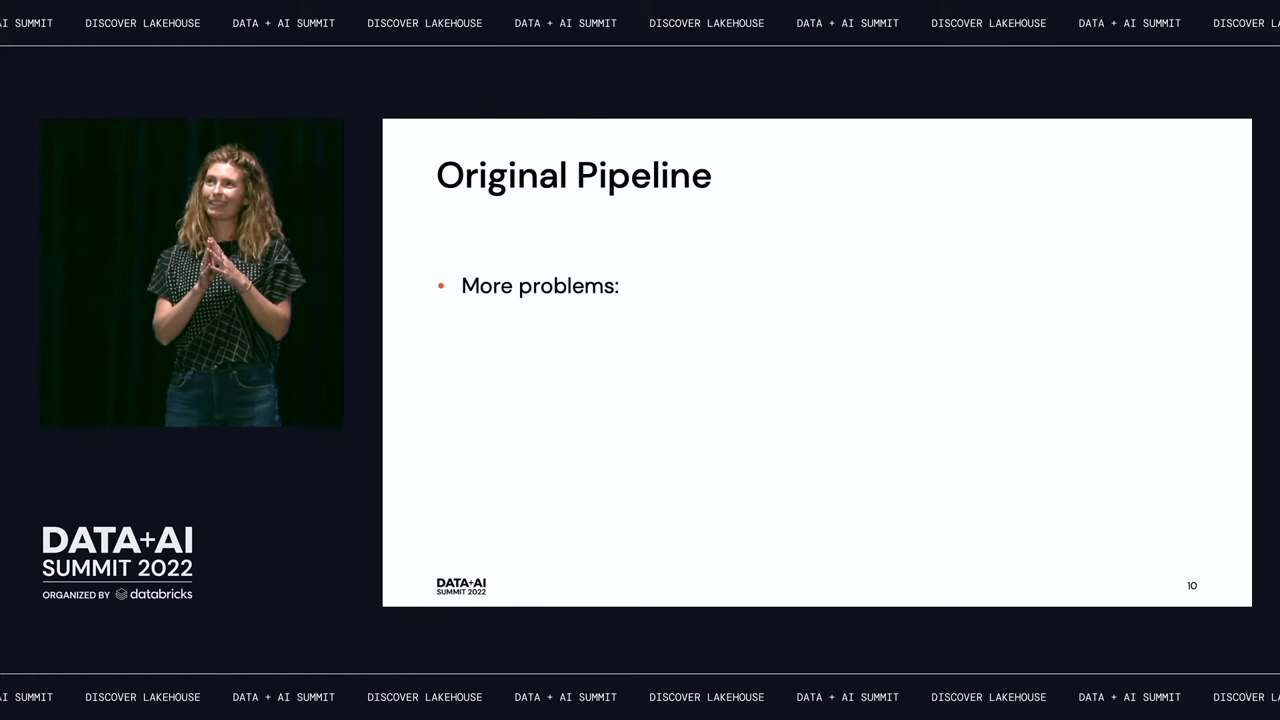 AI SUMMIT DISCOVER LAKEHOUSE DATA + AI SUMMIT DISCOVER LAKEHOUSE DATA + AI SUMMIT DISCOVER LAKEHOUSE DATA + AI SUMMIT DISCOVER LAKEHOUSE DATA + AI SUMMIT DISCOVER L
Original Pipeline
• More problems:
DATA+AI
SUMMIT 2022
ORGANIZED BY databricks
DATA+AI
SUMMIT 2022
10
AI SUMMIT DISCOVER LAKEHOUSE DATA + AI SUMMIT DISCOVER LAKEHOUSE DATA + AI SUMMIT DISCOVER LAKEHOUSE DATA + AI SUMMIT DISCOVER LAKEHOUSE DATA + AI SUMMIT DISCOVER L